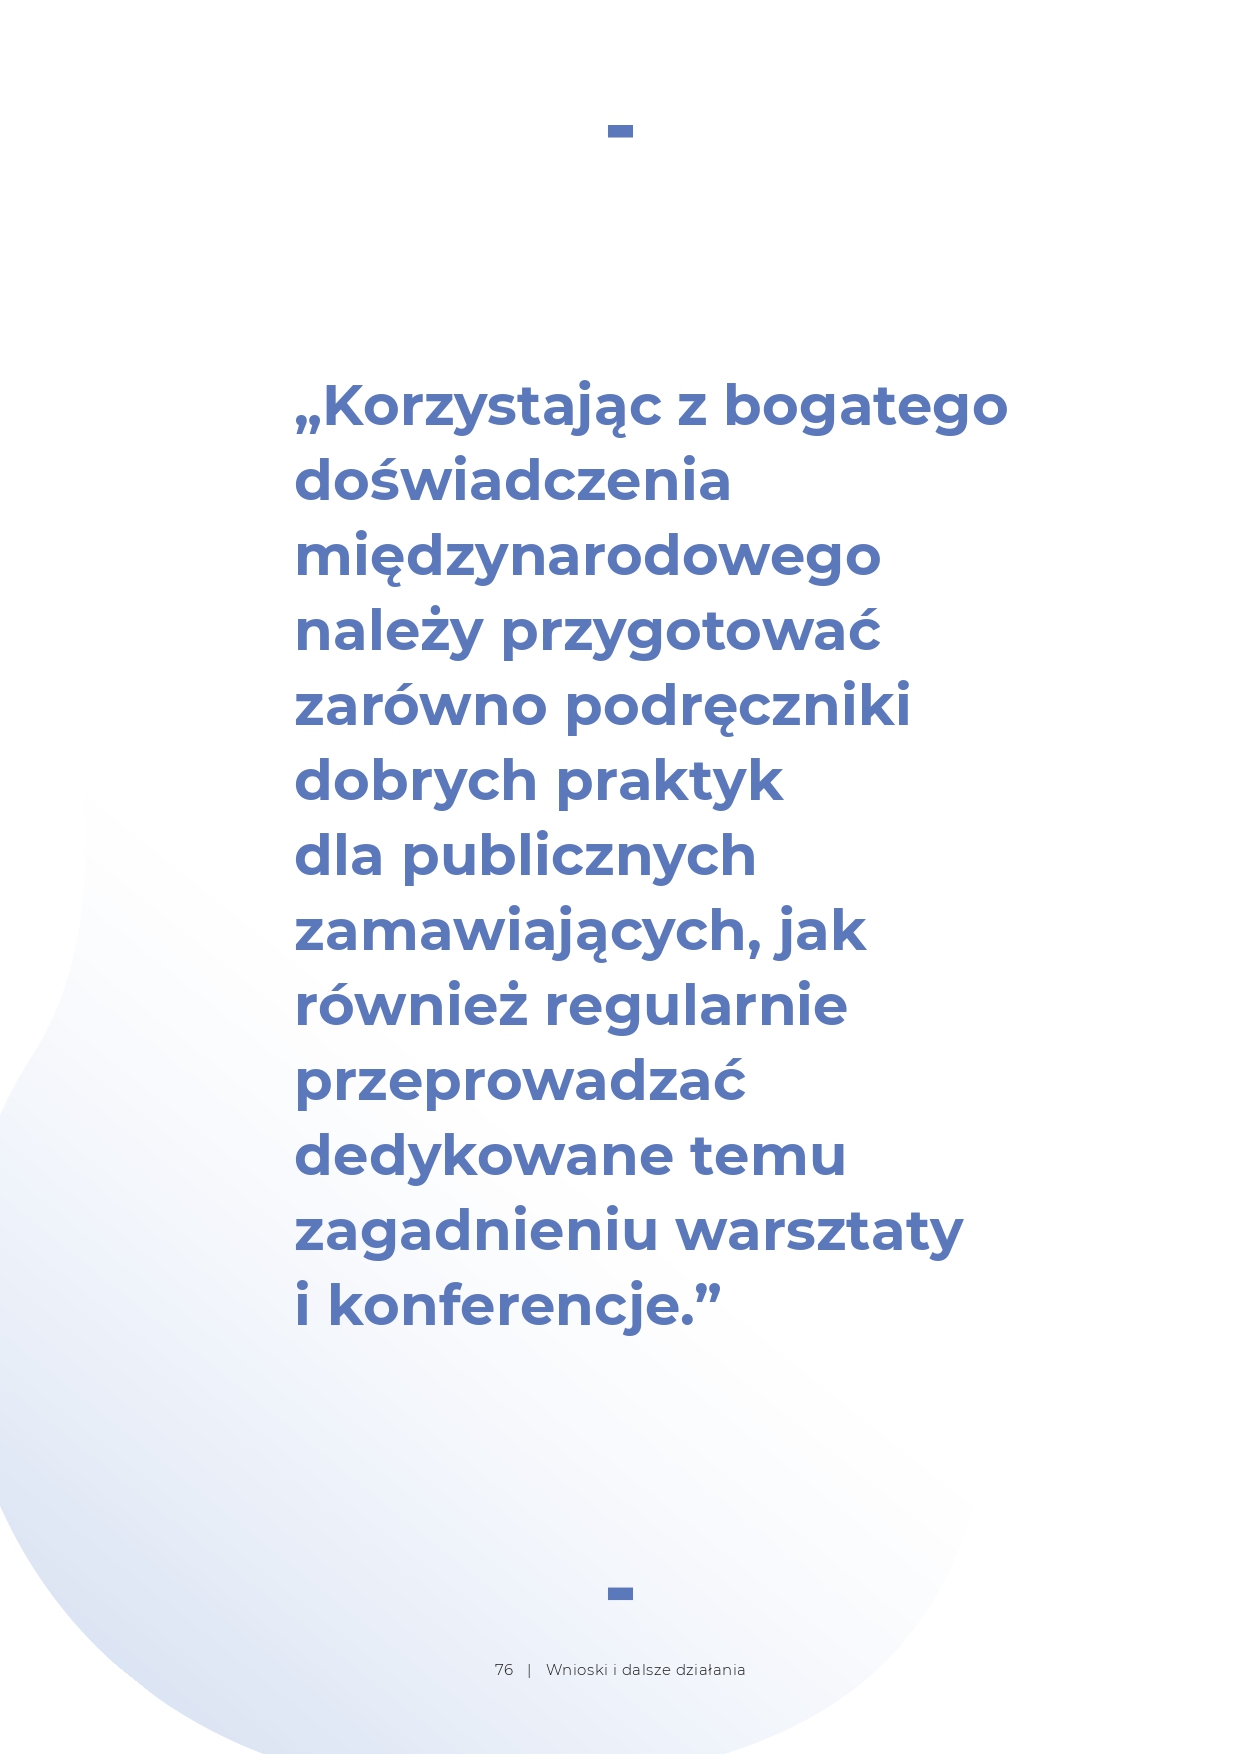 „Korzystając z bogatego
doświadczenia
międzynarodowego
należy przygotować
zarówno podręczniki
dobrych praktyk
dla publicznych
zamawiających, jak
również regularnie
przeprowadzać
dedykowane temu
zagadnieniu warsztaty
i konferencje.”
76 | Wnioski i dalsze działania